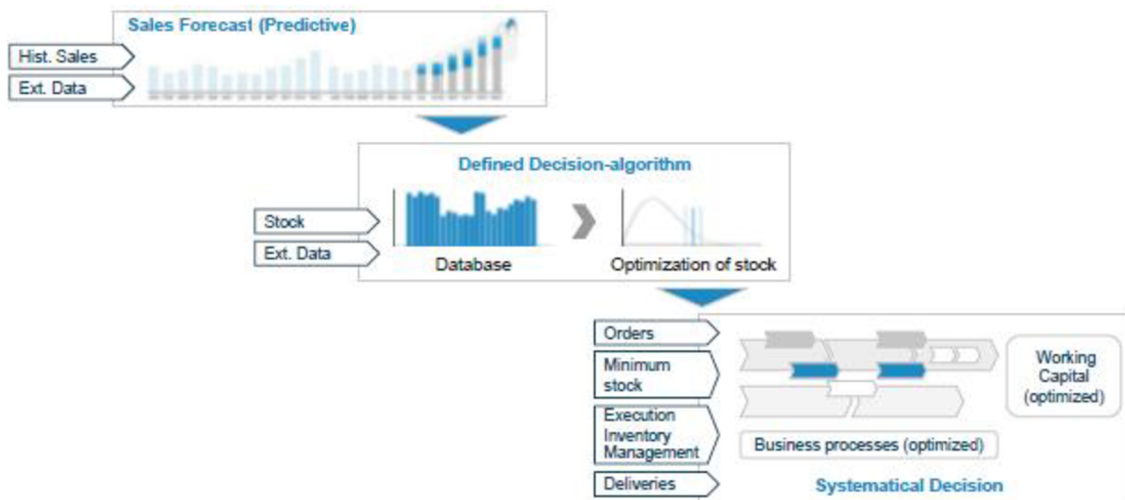 Sales Forecast (Predictive)
Hist. Sales
Ext. Data
Defined Decision-algorithm
Stock
Ext. Data
Database
Optimization of stock
Orders
Minimum
stock
Execution
Inventory
Management
Deliveries
Working
Capital
(optimized)
Business processes (optimized)
Systematical Decision